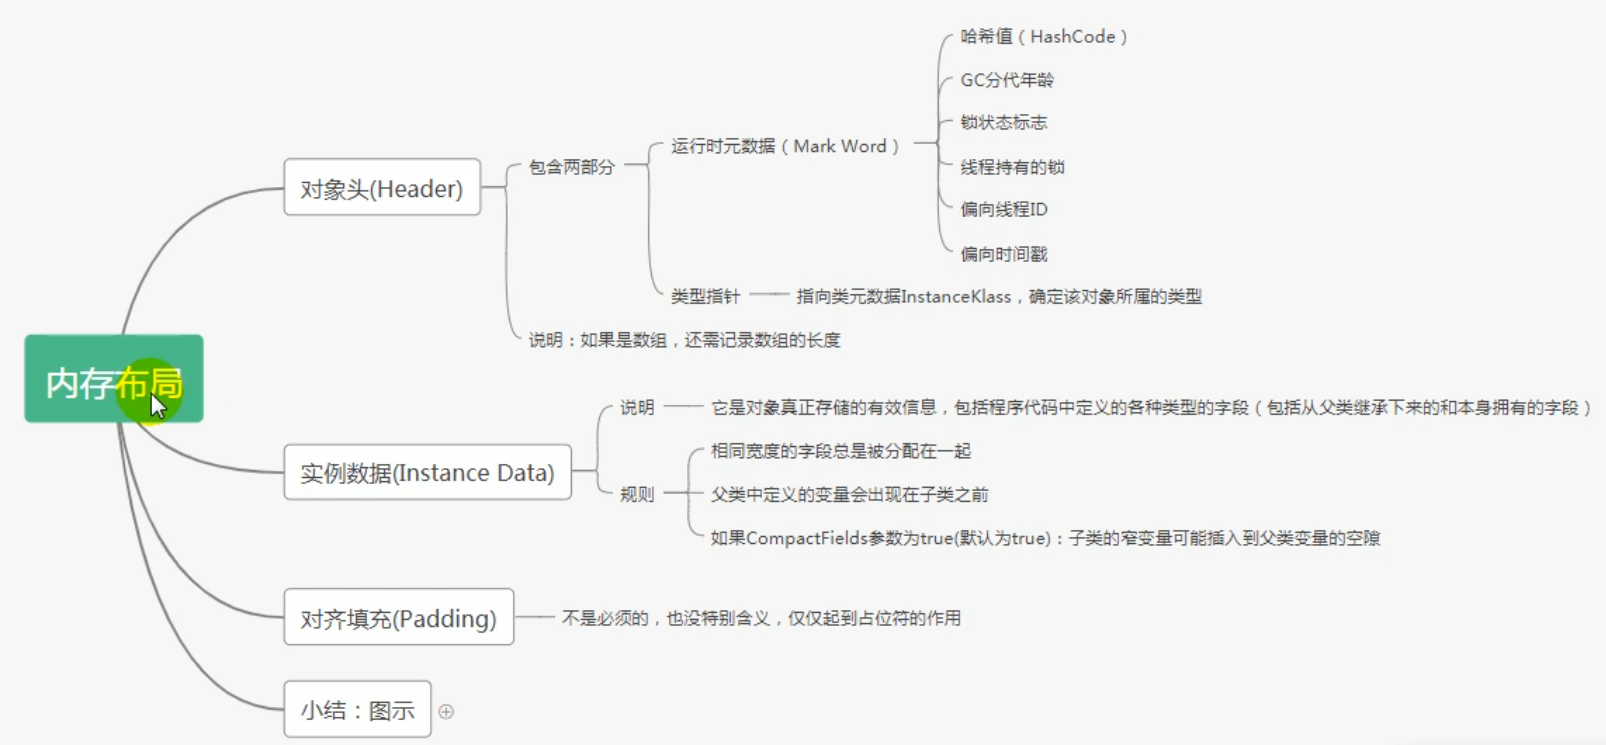 内存布局
对象头(Header)
包含两部分
运行时元数据（Mark Word）
哈希值（HashCode）
GC分代年龄
锁状态标志
线程持有的锁
偏向线程ID
偏向时间戳
类型指针
指向类元数据InstanceKlass，确定该对象所属的类型
说明：如果是数组，还需记录数组的长度
实例数据(Instance Data)
说明
它是对象真正存储的有效信息，包括程序代码中定义的各种类型的字段（包括从父类继承下来的和本身拥有的字段）
规则
相同宽度的字段总是被分配在一起
父类中定义的变量会出现在子类之前
如果CompactFields参数为true(默认为true)：子类的窄变量可能插入到父类变量的空隙
对齐填充(Padding)
不是必须的，也没特别含义，仅仅起到占位符的作用
小结：图示